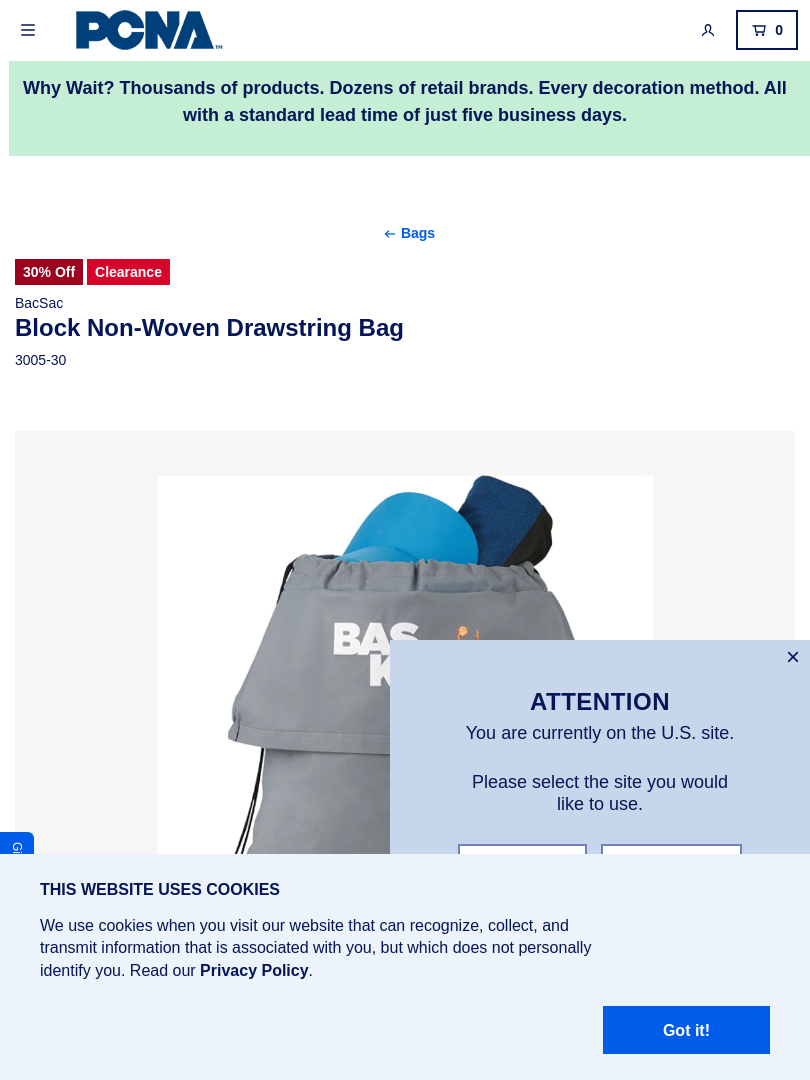 PCNA™
0
Why Wait? Thousands of products. Dozens of retail brands. Every decoration method. All
with a standard lead time of just five business days.
Bags
30% Off
Clearance
BacSac
Block Non-Woven Drawstring Bag
3005-30
BAS
K
ATTENTION
You are currently on the U.S. site.
Please select the site you would
like to use.
THIS WEBSITE USES COOKIES
We use cookies when you visit our website that can recognize, collect, and
transmit information that is associated with you, but which does not personally
identify you. Read our Privacy Policy.
Got it!